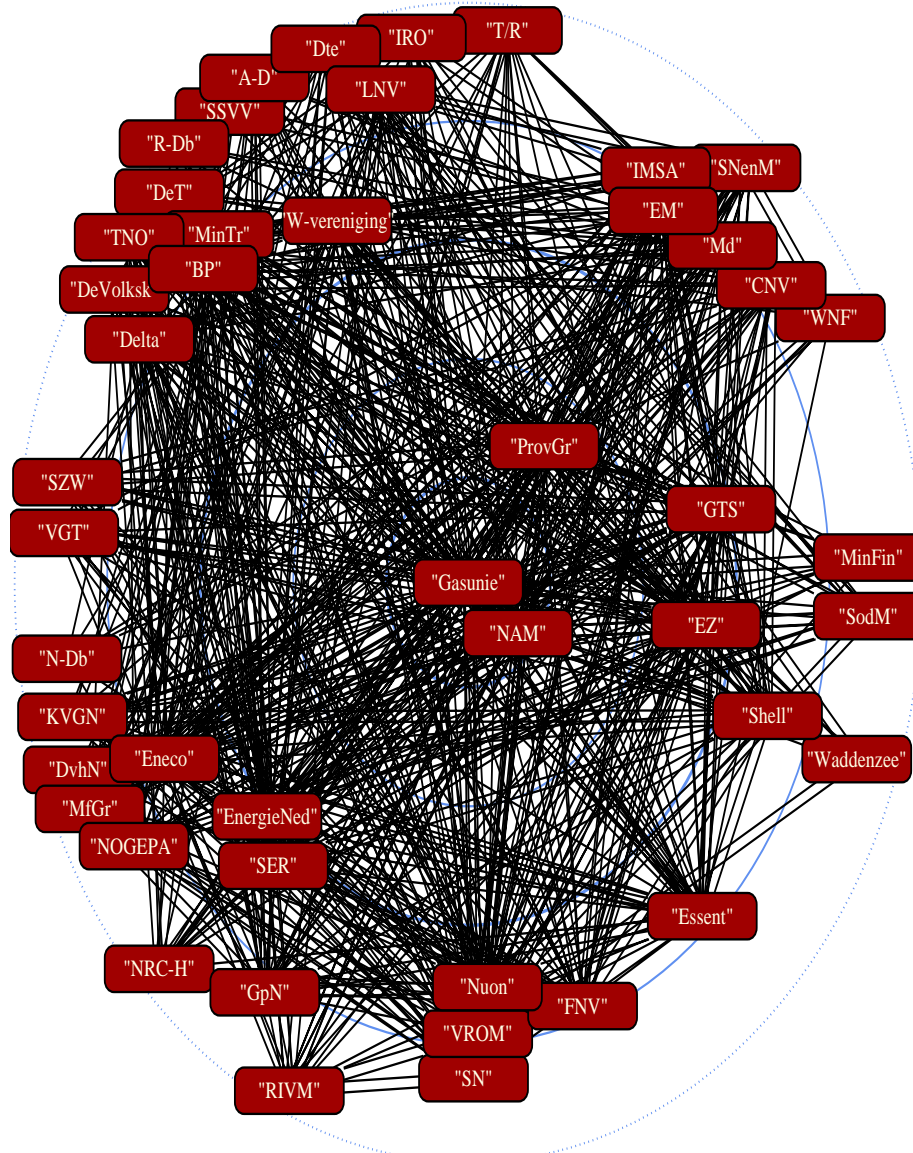 "T/R"
"IRO"
"Dte"
"A-D"
"LNV"
"SSVV"
"R-Db"
"IMSA"
"SNenM"
"DeT"
"EM"
W-vereniging"
"TNO"
"MinTr"
"Md"
"BP"
"DeVolksk
"CNV"
"WNF"
"Delta"
"ProvGr"
"SZW"
"GTS"
"VGT"
"MinFin"
"Gasunie"
"SodM"
"NAM"
"EZ"
"N-Db"
"KVGN"
"Shell"
"Eneco"
"Waddenzee"
"DvhN"
"MfGr"
"EnergieNed"
"NOGEPA"
"SER"
"Essent"
"NRC-H"
"GpN"
"Nuon"
"FNV"
"VROM"
"SN"
"RIVM"